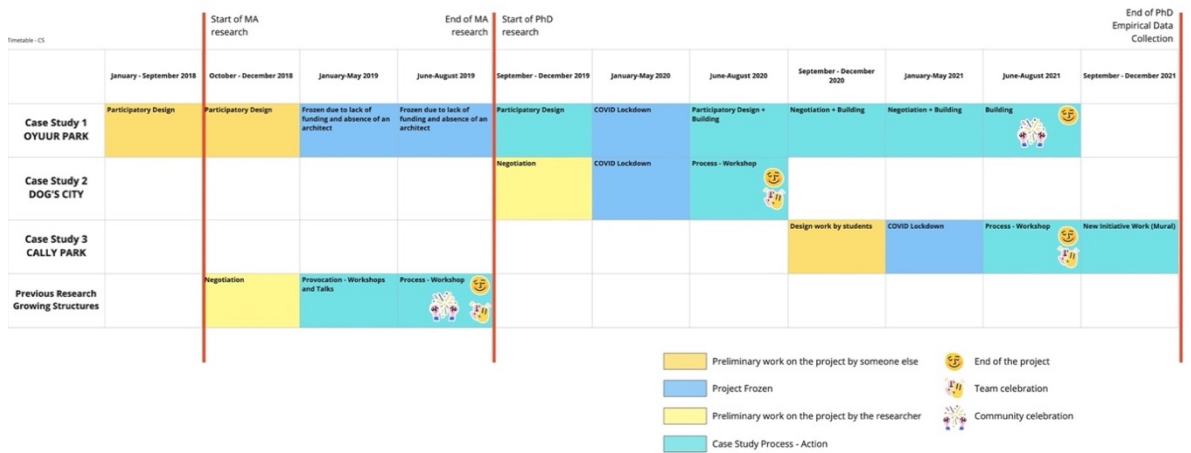 Start of MA
research
End of MA
research
Start of PhD
research
End of PhD
Empirical Data
Collection
Timetable - CS
January - September 2018
October - December 2018
January-May 2019
June-August 2019
September - December 2019
January-May 2020
June-August 2020
September - December
2020
January-May 2021
June-August 2021
September - December 2021
Case Study 1
OYUUR PARK
Participatory Design
Participatory Design
Frozen due to lack of
funding and absence of an
architect
Frozen due to lack of
funding and absence of an
architect
Participatory Design
COVID Lockdown
Participatory Design +
Building
Negotiation + Building
Negotiation + Building
Building
Case Study 2
DOG'S CITY
Negotiation
COVID Lockdown
Process - Workshop
Case Study 3
CALLY PARK
Design work by students
COVID Lockdown
Process - Workshop
New Initiative Work (Mural)
Previous Research
Growing Structures
Negotiation
Provocation - Workshops
and Talks
Process - Workshop
Preliminary work on the project by someone else
Project Frozen
Preliminary work on the project by the researcher
Case Study Process - Action
End of the project
Team celebration
Community celebration